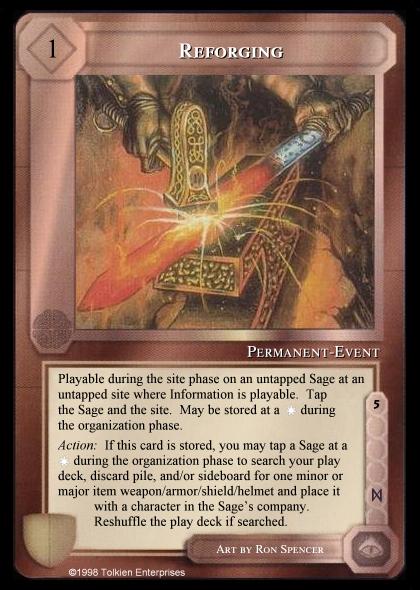 1
REFORGING
PERMANENT-EVENT
Playable during the site phase on an untapped Sage at an
untapped site where Information is playable. Tap
the Sage and the site. May be stored at a during
the organization phase.
Action: If this card is stored, you may tap a Sage at a
during the organization phase to search your play
deck, discard pile, and/or sideboard for one minor or
major item weapon/armor/shield/helmet and place it
with a character in the Sage's company.
Reshuffle the play deck if searched.
5
ART BY RON SPENCER
©1998 Tolkien Enterprises